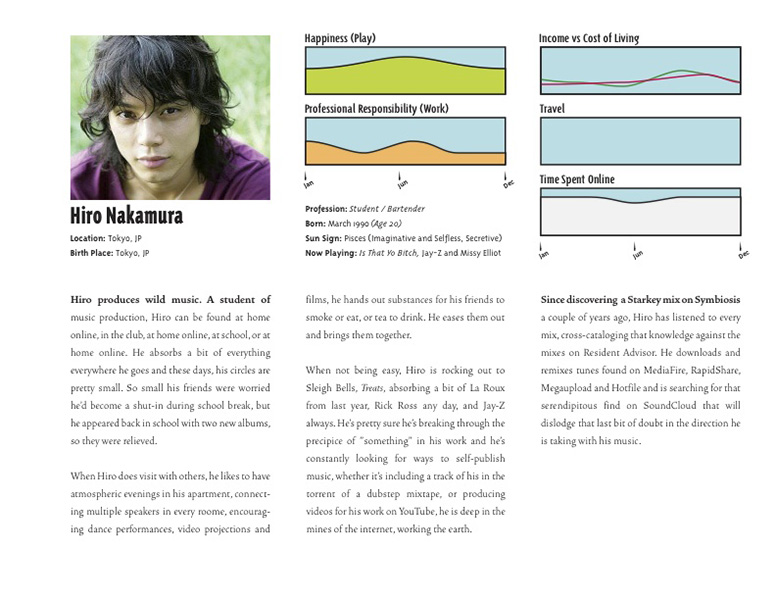 Hiro Nakamura
Location: Tokyo, JP
Birth Place: Tokyo, JP
Happiness (Play)
Professional Responsibility (Work)
Jan
Jun
Dec
Profession: Student / Bartender
Born: March 1990 (Age 20)
Sun Sign: Pisces (Imaginative and Selfless, Secretive)
Now Playing: Is That Yo Bitch, Jay-Z and Missy Elliot
Income vs Cost of Living
Travel
Time Spent Online
Jan
Jun
Dec
Hiro produces wild music. A student of
music production, Hiro can be found at home
online, in the club, at home online, at school, or at
home online. He absorbs a bit of everything
everywhere he goes and these days, his circles are
pretty small. So small his friends were worried
he'd become a shut-in during school break, but
he appeared back in school with two new albums,
so they were relieved.
When Hiro does visit with others, he likes to have
atmospheric evenings in his apartment, connect-
ing multiple speakers in every roome, encourag-
ing dance performances, video projections and
films, he hands out substances for his friends to
smoke or eat, or tea to drink. He eases them out
and brings them together.
When not being easy, Hiro is rocking out to
Sleigh Bells, Treats, absorbing a bit of La Roux
from last year, Rick Ross any day, and Jay-Z
always. He's pretty sure he's breaking through the
precipice of "something" in his work and he's
constantly looking for ways to self-publish
music, whether it's including a track of his in the
torrent of a dubstep mixtape, or producing
videos for his work on YouTube, he is deep in the
mines of the internet, working the earth.
Since discovering a Starkey mix on Symbiosis
a couple of years ago, Hiro has listened to every
mix, cross-cataloging that knowledge against the
mixes on Resident Advisor. He downloads and
remixes tunes found on MediaFire, RapidShare,
Megaupload and Hotfile and is searching for that
serendipitous find on SoundCloud that will
dislodge that last bit of doubt in the direction he
is taking with his music.